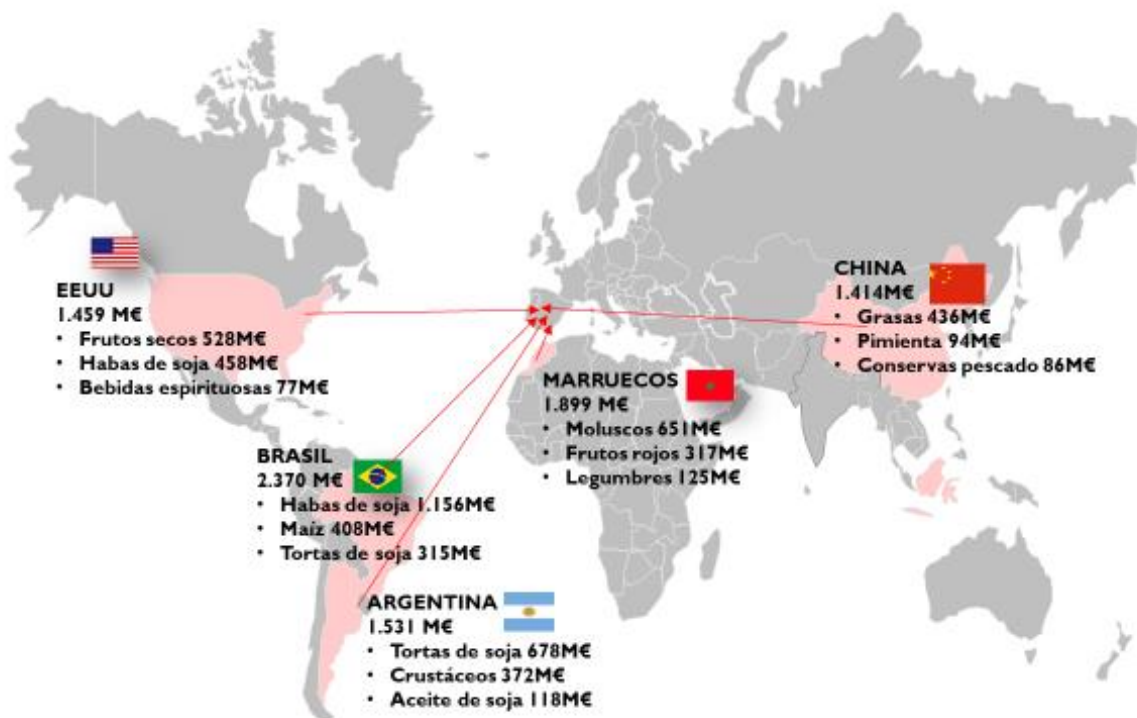 EEUU
1.459 M€
• Frutos secos 528M€
• Habas de soja 458M€
• Bebidas espirituosas 77M€
CHINA
1.414M€
• Grasas 436M€
• Pimienta 94M€
• Conservas pescado 86M€
MARRUECOS
1.899 M€
• Moluscos 651M€
• Frutos rojos 317M€
• Legumbres 125M€
BRASIL
2.370 M€
• Habas de soja 1.156M€
• Maíz 408M€
• Tortas de soja 315M€
ARGENTINA
1.531 M€
• Tortas de soja 678M€
• Crustáceos 372M€
• Aceite de soja 118M€